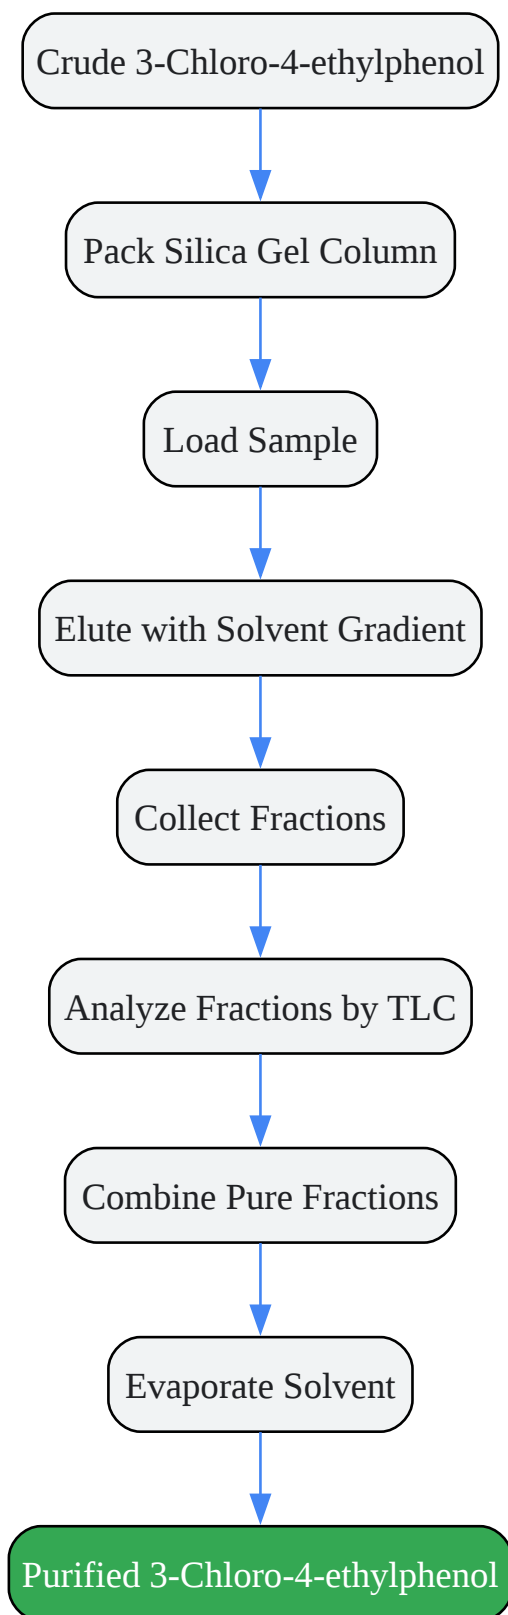 Crude 3-Chloro-4-ethylphenol
Pack Silica Gel Column
Load Sample
Elute with Solvent Gradient
Collect Fractions
Analyze Fractions by TLC
Combine Pure Fractions
Evaporate Solvent
Purified 3-Chloro-4-ethylphenol